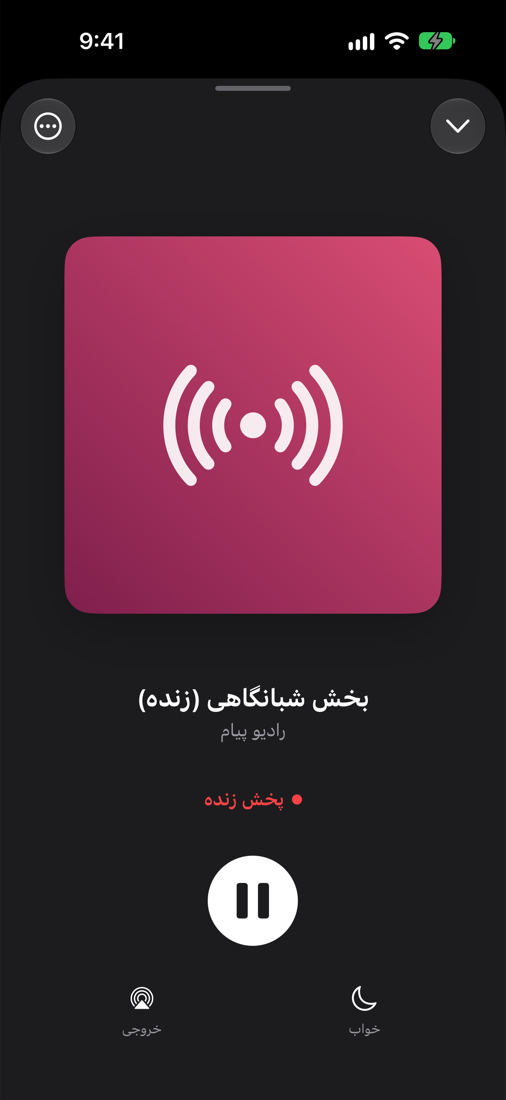 9:41
بخش شبانگاهی (زنده)
رادیو پیام
پخش زنده
خواب
خروجی